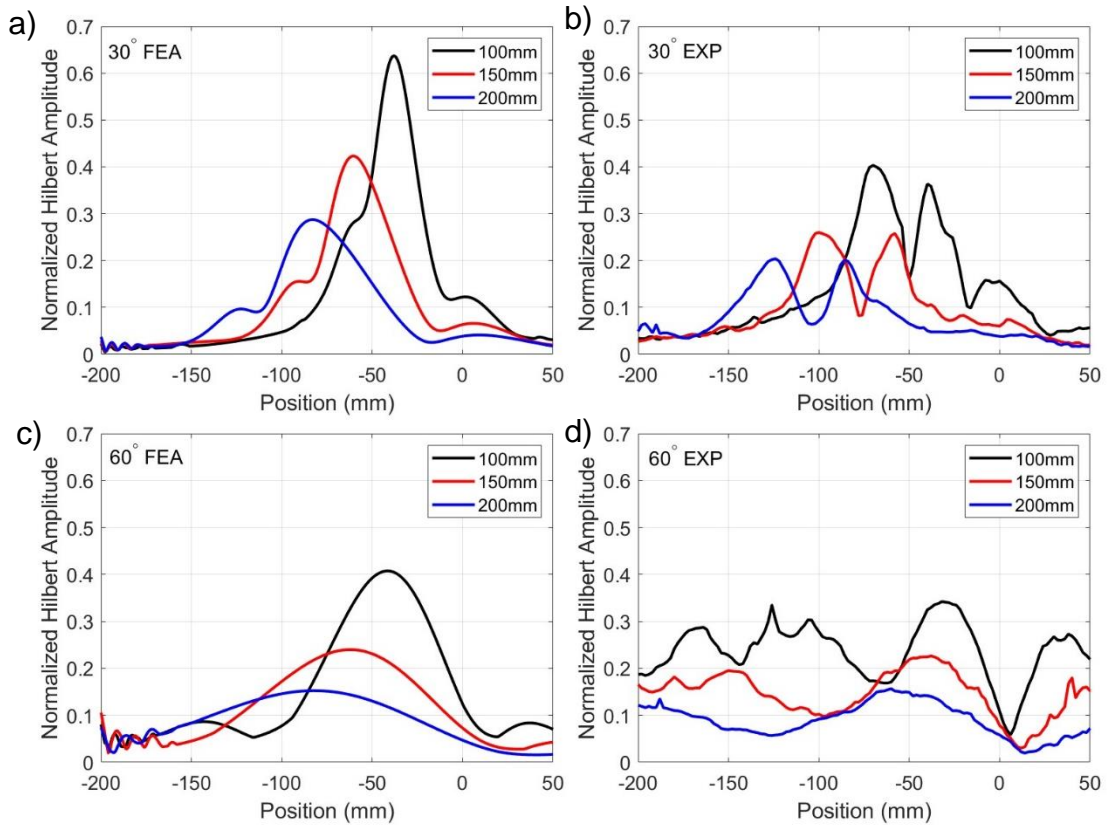 a)
30° FEA
100mm
150mm
200mm
Normalized Hilbert Amplitude
0.7
0.6
0.5
0.4
0.3
0.2
0.1
0
-200 -150 -100 -50 0 50
Position (mm)
b)
30° EXP
100mm
150mm
200mm
Normalized Hilbert Amplitude
0.7
0.6
0.5
0.4
0.3
0.2
0.1
0
-200 -150 -100 -50 0 50
Position (mm)
c)
60° FEA
100mm
150mm
200mm
Normalized Hilbert Amplitude
0.7
0.6
0.5
0.4
0.3
0.2
0.1
0
-200 -150 -100 -50 0 50
Position (mm)
d)
60° EXP
100mm
150mm
200mm
Normalized Hilbert Amplitude
0.7
0.6
0.5
0.4
0.3
0.2
0.1
0
-200 -150 -100 -50 0 50
Position (mm)